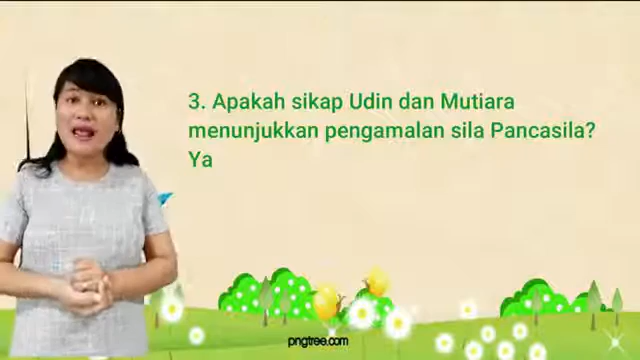 3. Apakah sikap Udin dan Mutiara
menunjukkan pengamalan sila Pancasila?
Ya
pngtree.com